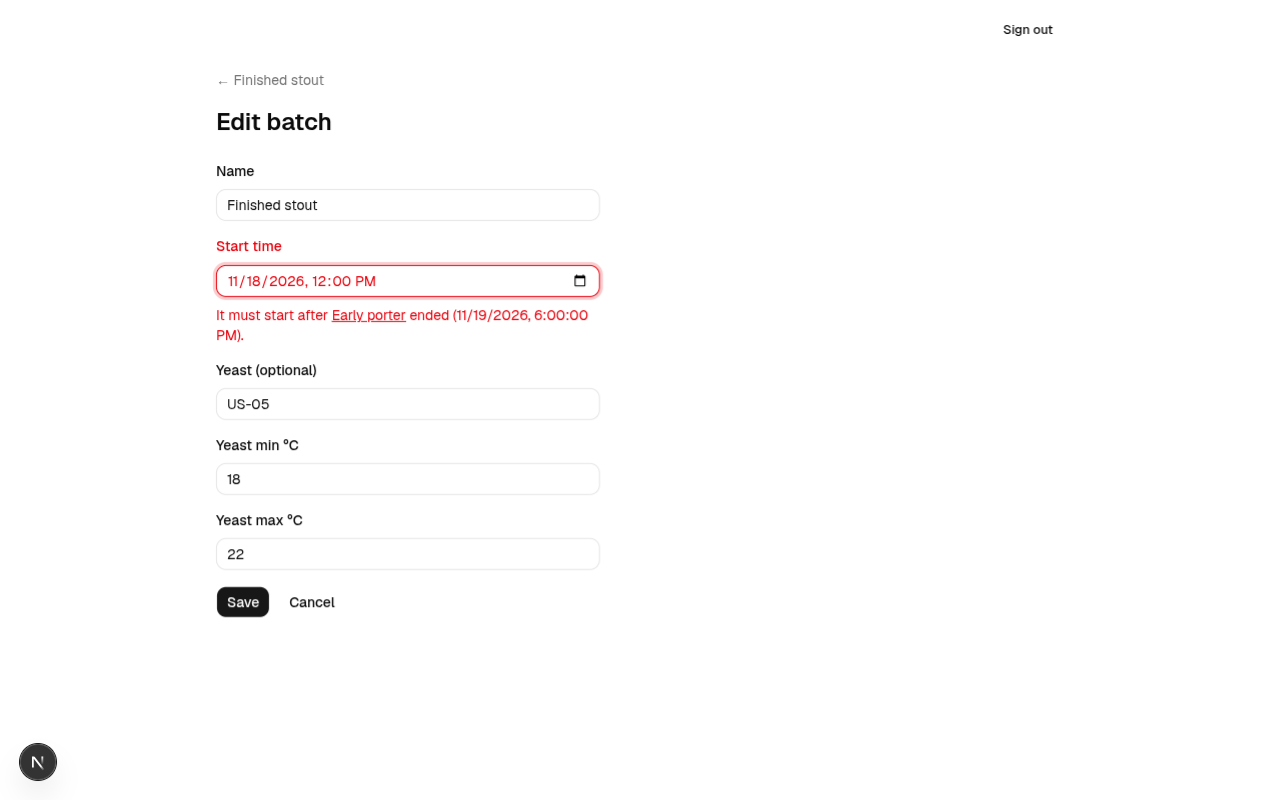 Sign out
← Finished stout
Edit batch
Name
Finished stout
Start time
11/18/2026, 12:00 PM
It must start after Early porter ended (11/19/2026, 6:00:00
PM).
Yeast (optional)
US-05
Yeast min °C
18
Yeast max °C
22
Save Cancel
N